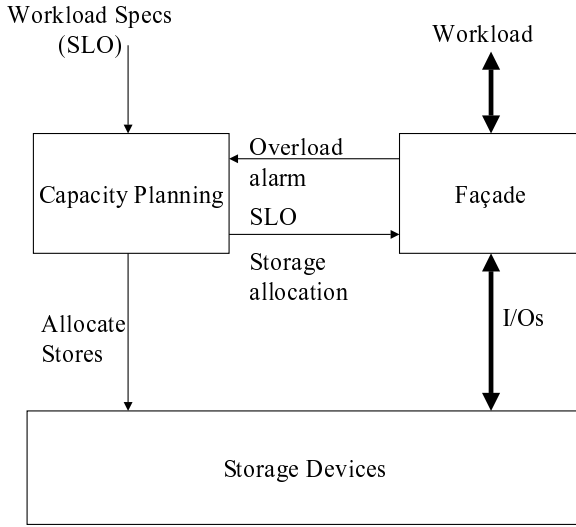 Workload Specs
(SLO)
Workload
Overload
alarm
Capacity Planning
Façade
SLO
Storage
allocation
Allocate
Stores
I/Os
Storage Devices